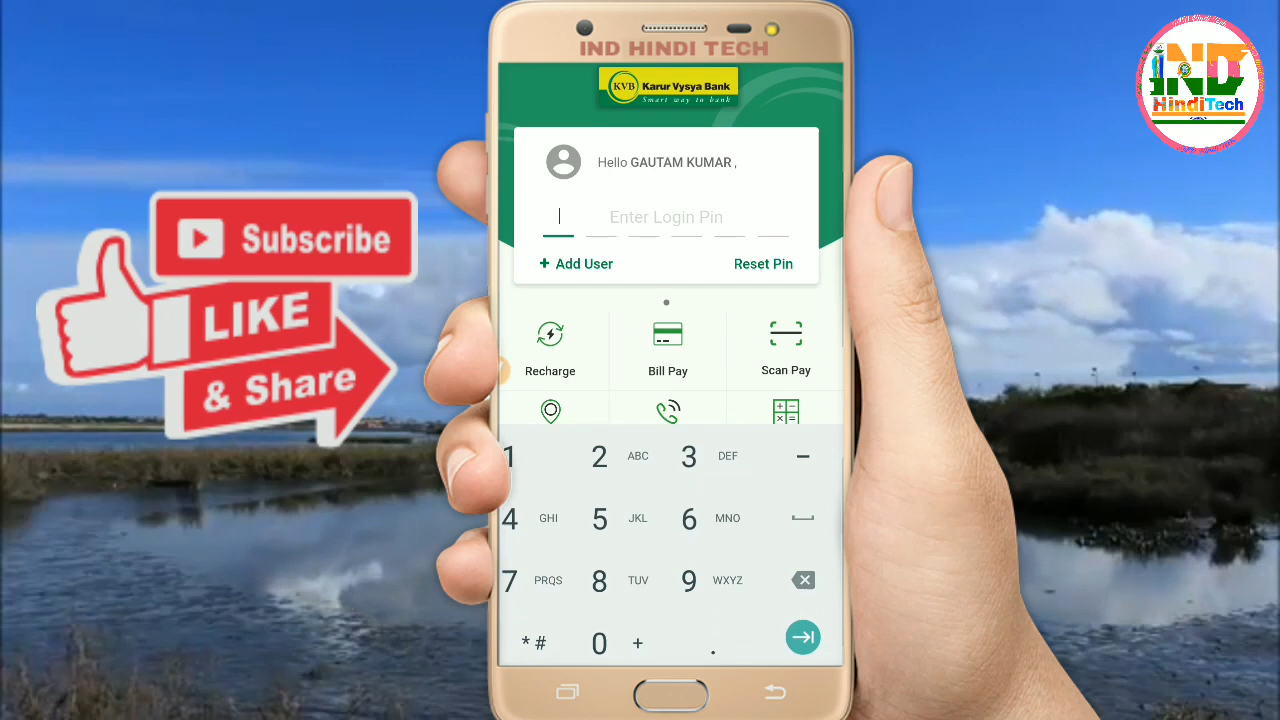 IND HINDI TECH
IND
HindiTech
KVB
Karur Vysya Bank
Smart way to bank
Hello GAUTAM KUMAR ,
Enter Login Pin
+ Add User
Reset Pin
Subscribe
LIKE
& Share
Recharge
Bill Pay
Scan Pay
1
2 ABC
3 DEF
-
4 GHI
5 JKL
6 MNO
7 PRQS
8 TUV
9 WXYZ
* #
0 +
.